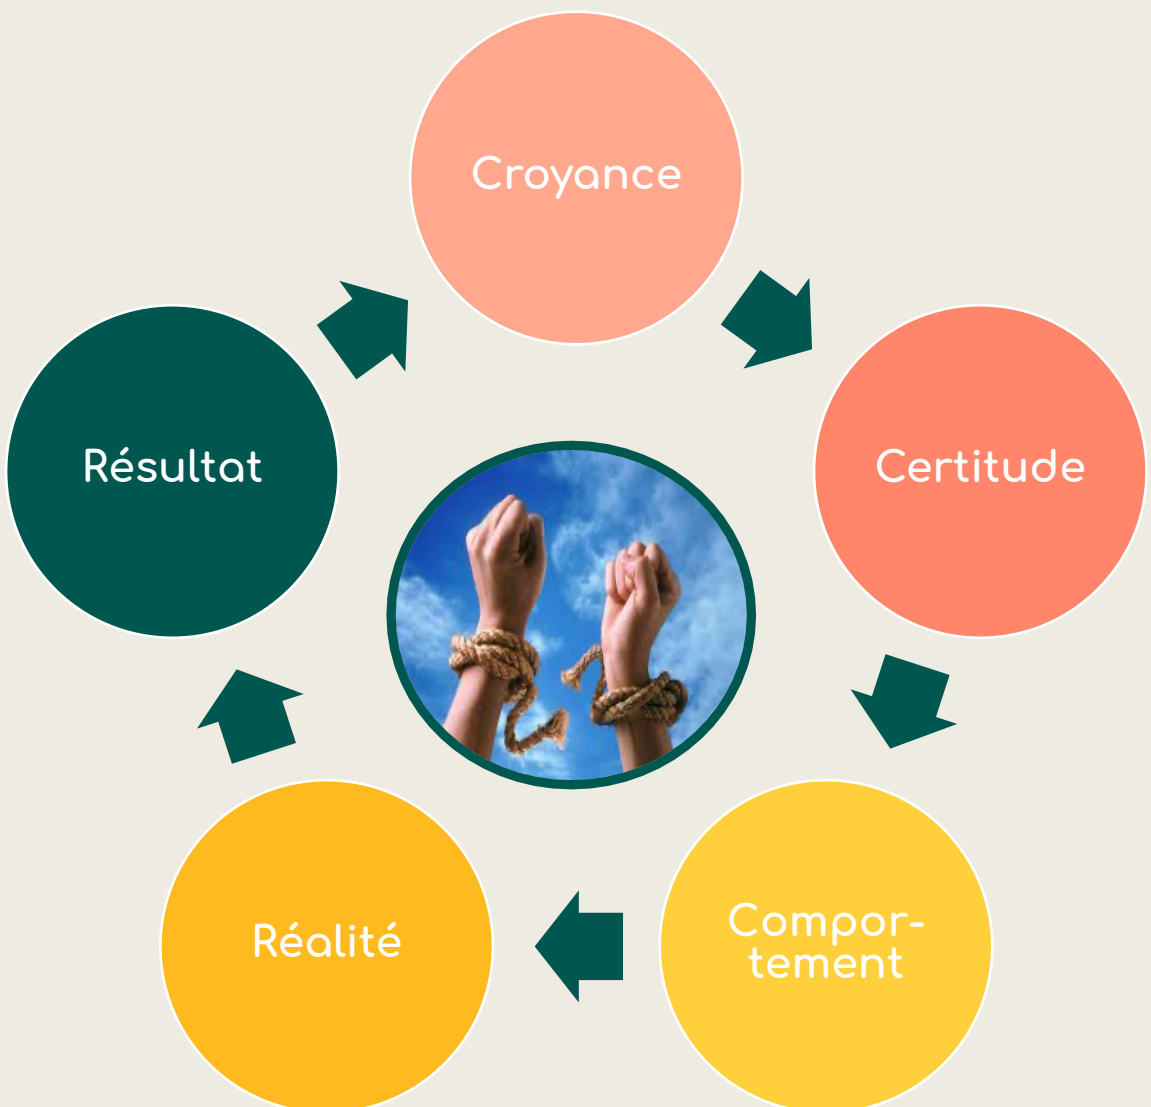 Croyance
Certitude
Compor-
tement
Réalité
Résultat